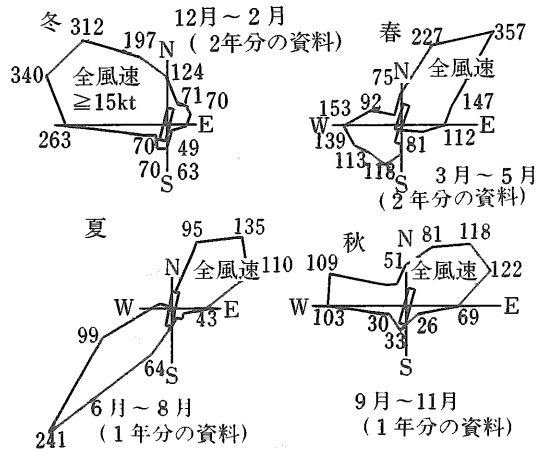 冬
12月～2月
(2年分の資料)
312
197
N
124
340
全風速
≧15kt
71
70
263
E
70
49
70
63
S
春
227
357
N
75
全風速
153
92
147
W
E
139
81
112
113
118
S
3月～5月
(2年分の資料)
夏
95
135
N
全風速
110
W
E
43
99
64
S
241
6月～8月
(1年分の資料)
秋
N
81
118
51
全風速
109
122
W
E
103
30
26
69
33
S
9月～11月
(1年分の資料)